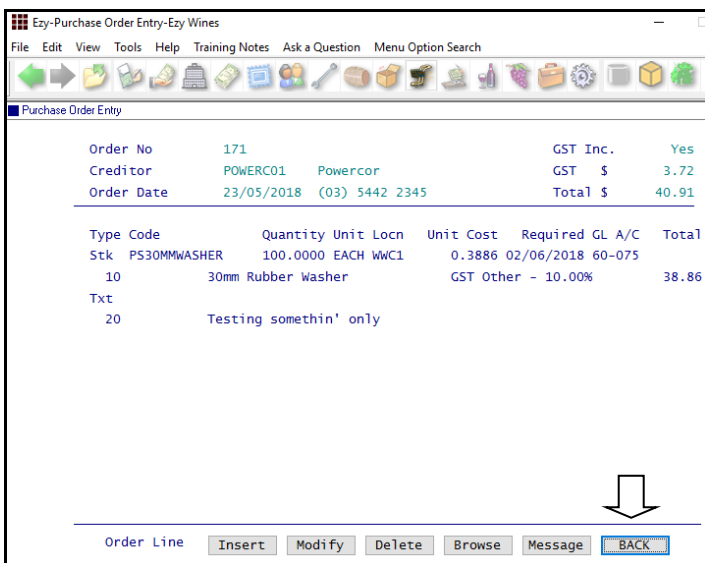 Ezy-Purchase Order Entry-Ezy Wines
File Edit View Tools Help Training Notes Ask a Question Menu Option Search
Purchase Order Entry
Order No 171 GST Inc. Yes
Creditor POWERC01 Powercor GST $ 3.72
Order Date 23/05/2018 (03) 5442 2345 Total $ 40.91
Type Code Quantity Unit Locn Unit Cost Required GL A/C Total
Stk PS30MMWASHER 100.0000 EACH WWC1 0.3886 02/06/2018 60-075
10 30mm Rubber Washer GST Other - 10.00% 38.86
Txt
20 Testing somethin' only
Order Line Insert Modify Delete Browse Message BACK